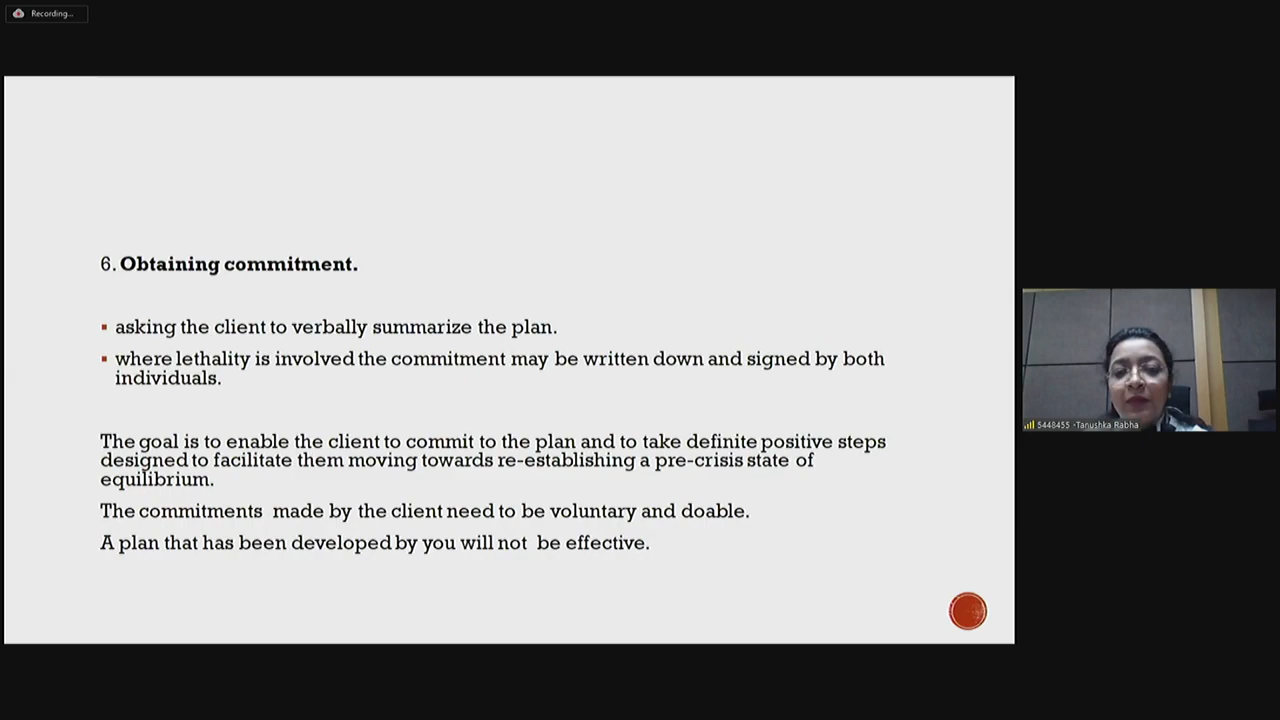 Recording...
6. Obtaining commitment.
asking the client to verbally summarize the plan.
where lethality is involved the commitment may be written down and signed by both
individuals.
The goal is to enable the client to commit to the plan and to take definite positive steps
designed to facilitate them moving towards re-establishing a pre-crisis state of
equilibrium.
The commitments made by the client need to be voluntary and doable.
A plan that has been developed by you will not be effective.
5448455 -Tanushka Rabha